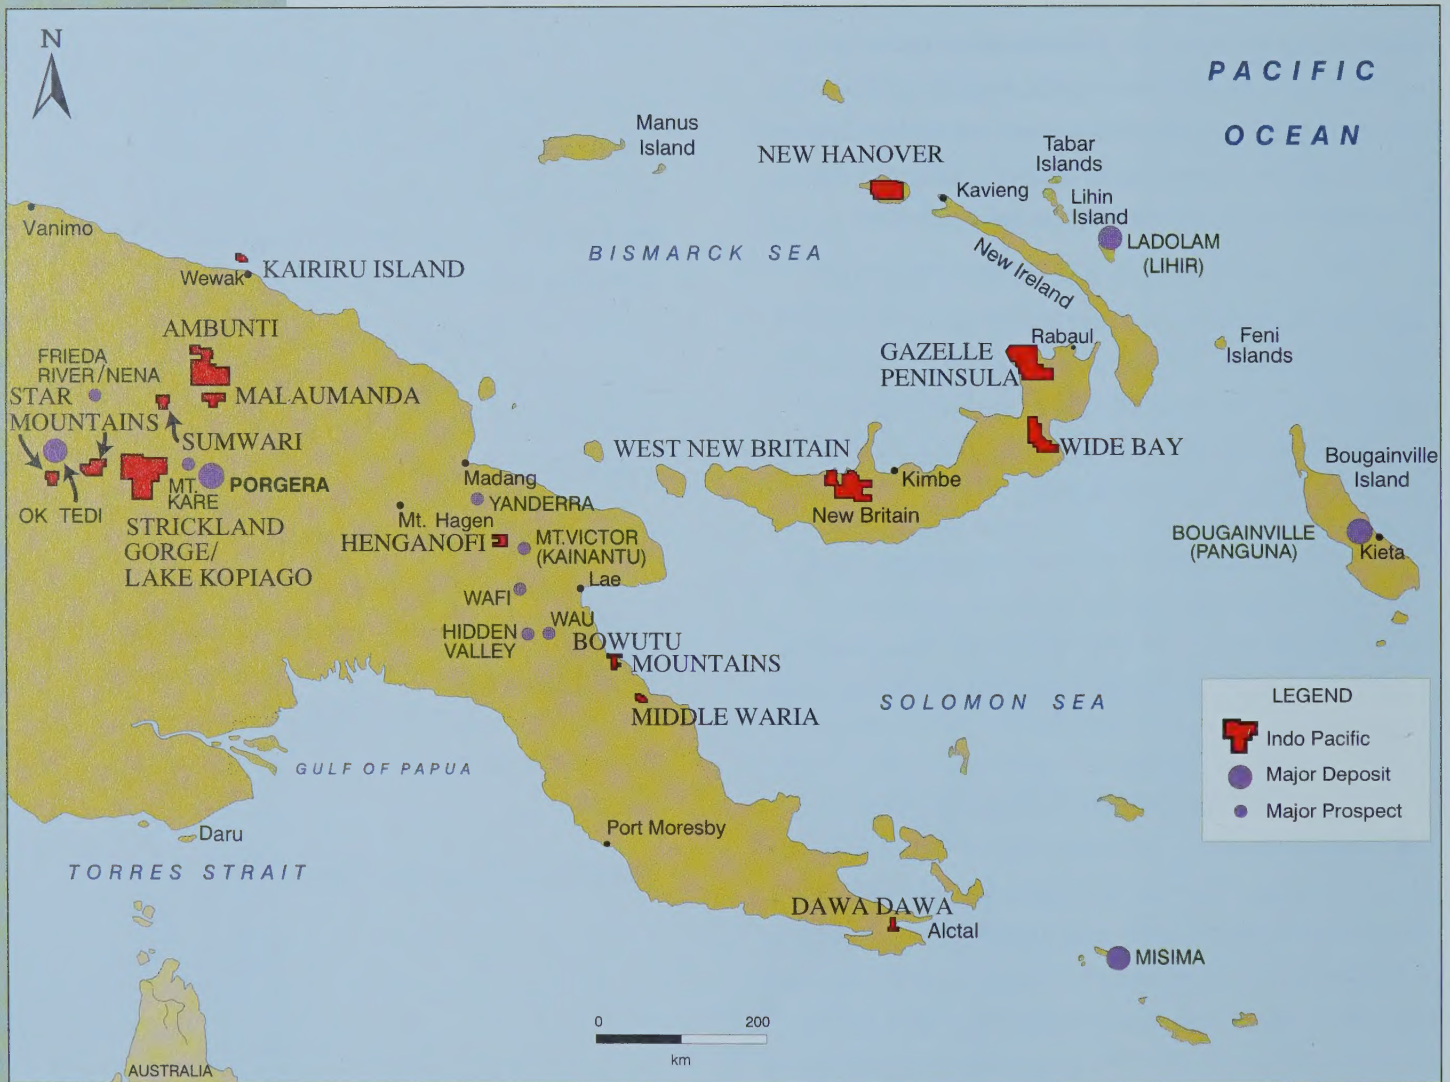 N
PACIFIC
OCEAN
Manus
Island
NEW HANOVER
Tabar
Islands
Kavieng
Lihin
Island
Vanimo
BISMARCK SEA
LADOLAM
(LIHIR)
New Ireland
Wewak
KAIRIRU ISLAND
AMBUNTI
Rabaul
Feni
Islands
FRIEDA
RIVER/NENA
GAZELLE
PENINSULA
STAR
MOUNTAINS
MALAUMANDA
SUMWARI
WEST NEW BRITAIN
WIDE BAY
Bougainville
Island
Madang
Kimbe
MT.
KARE
PORGERA
YANDERRA
OK TEDI
Mt. Hagen
New Britain
STRICKLAND
GORGE/
LAKE KOPIAGO
HENGANOFI
MT.VICTOR
(KAINANTU)
BOUGAINVILLE
(PANGUNA)
Kieta
Lae
WAFI
WAU
HIDDEN
VALLEY
BOWUTU
MOUNTAINS
MIDDLE WARIA
SOLOMON SEA
LEGEND
Indo Pacific
Major Deposit
Major Prospect
GULF OF PAPUA
Daru
Port Moresby
TORRES STRAIT
DAWA DAWA
Alctal
MISIMA
0 200
km
AUSTRALIA